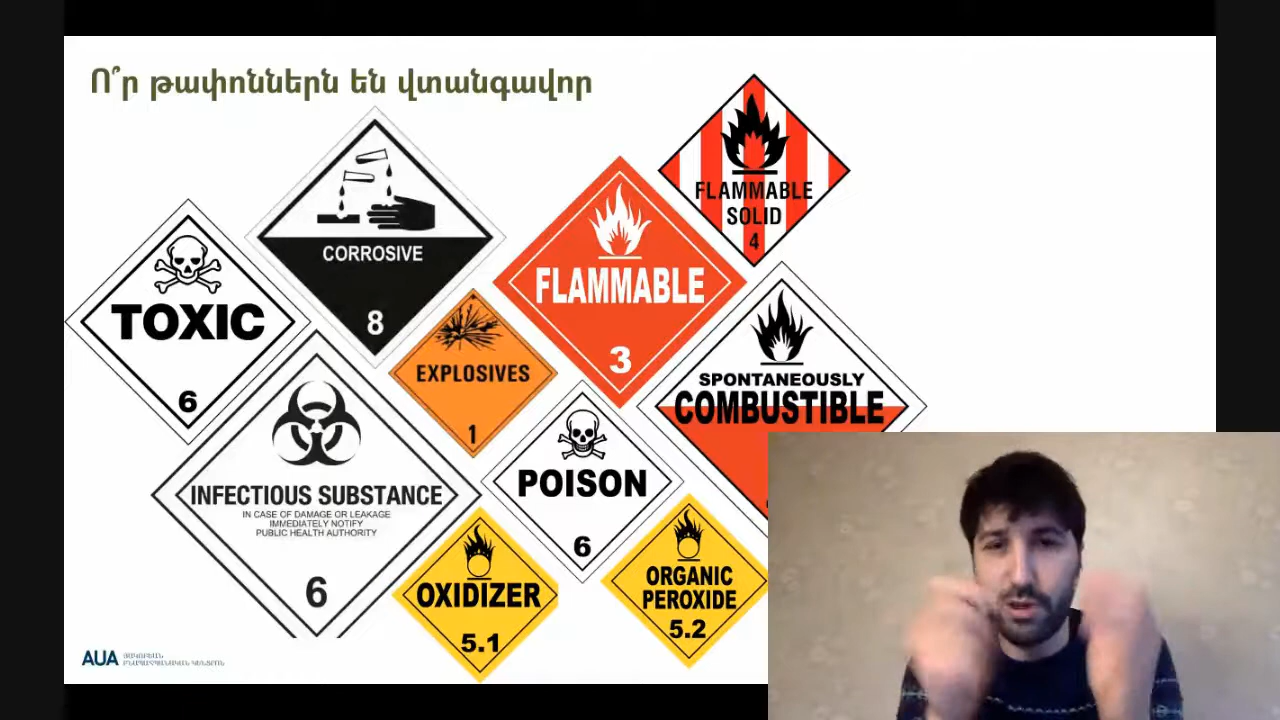 Ո՞ր թափոններն են վտանգավոր
FLAMMABLE
SOLID
4
CORROSIVE
8
FLAMMABLE
3
TOXIC
6
EXPLOSIVES
1
SPONTANEOUSLY
COMBUSTIBLE
INFECTIOUS SUBSTANCE
IN CASE OF DAMAGE OR LEAKAGE
IMMEDIATELY NOTIFY
PUBLIC HEALTH AUTHORITY
6
POISON
6
OXIDIZER
5.1
ORGANIC
PEROXIDE
5.2
AUA